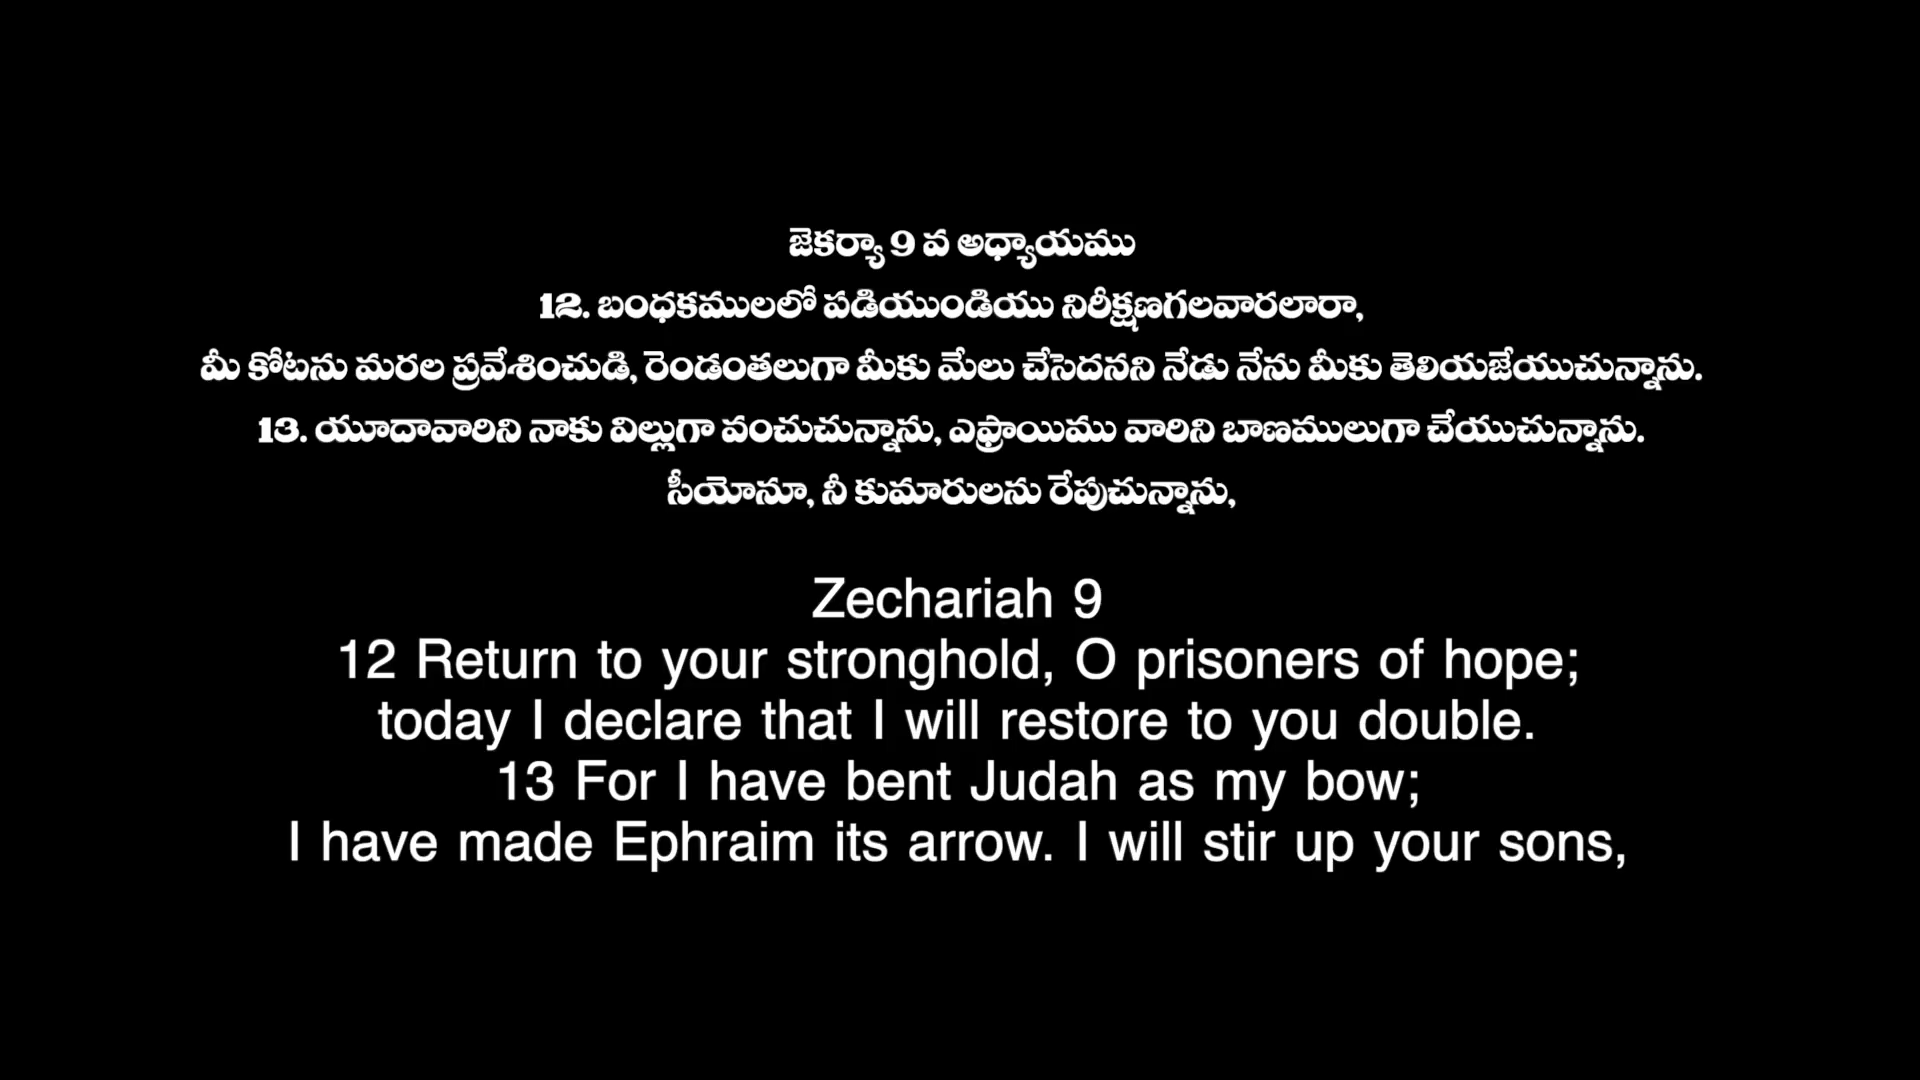 జెకర్యా 9 వ అధ్యాయము
12. బంధకములలో పడియుండియు నిరీక్షణగలవారలారా,
మీ కోటను మరల ప్రవేశించుడి, రెండంతలుగా మీకు మేలు చేసెదనని నేడు నేను మీకు తెలియజేయుచున్నాను.
13. యూదావారిని నాకు విల్లుగా వంచుచున్నాను, ఎఫ్రాయిము వారిని బాణములుగా చేయుచున్నాను.
సీయోనూ, నీ కుమారులను రేపుచున్నాను,
Zechariah 9
12 Return to your stronghold, O prisoners of hope;
today I declare that I will restore to you double.
13 For I have bent Judah as my bow;
I have made Ephraim its arrow. I will stir up your sons,